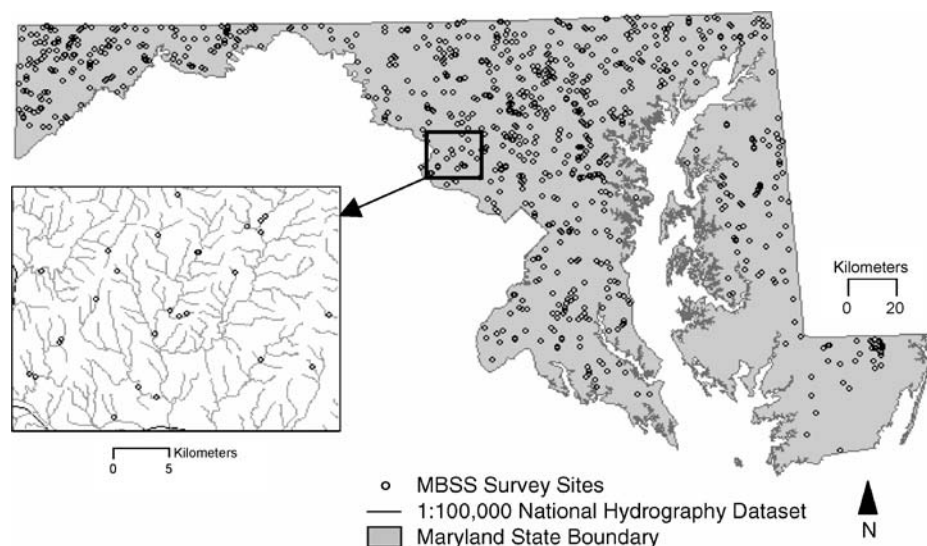 Kilometers
0 20
Kilometers
0 5
MBSS Survey Sites
1:100,000 National Hydrography Dataset
Maryland State Boundary
N